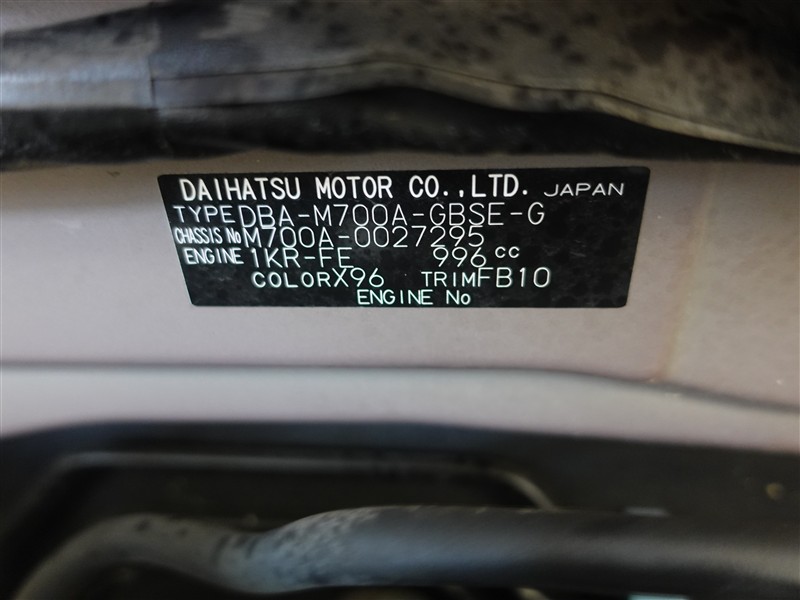 DAIHATSU MOTOR CO.,LTD. JAPAN
TYPE DBA-M700A-GBSE-G
CHASSIS No M700A-0027295
ENGINE 1KR-FE 996 cc
COLOR X96 TRIM FB10
ENGINE No